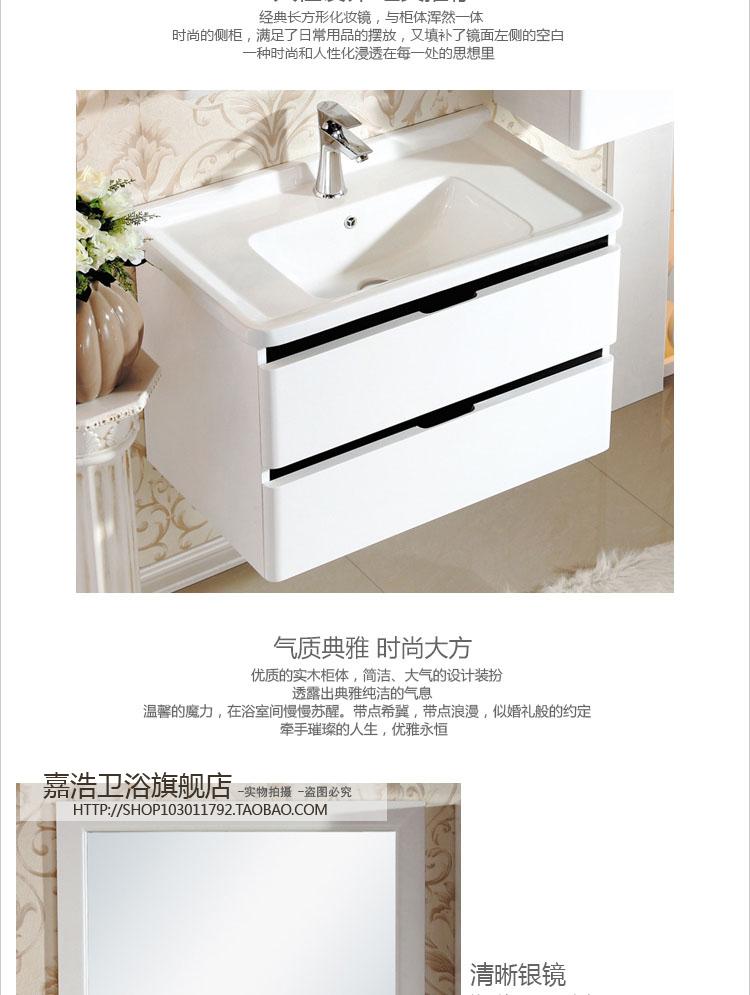 经典长方形化妆镜，与柜体浑然一体
时尚的侧柜，满足了日常用品的摆放，又填补了镜面左侧的空白
一种时尚和人性化浸透在每一处的思想里
气质典雅 时尚大方
优质的实木柜体，简洁、大气的设计装扮
透露出典雅纯洁的气息
温馨的魔力，在浴室间慢慢苏醒。带点希冀，带点浪漫，似婚礼般的约定
牵手璀璨的人生，优雅永恒
嘉浩卫浴旗舰店 -实物拍摄 -盗图必究
HTTP://SHOP103011792.TAOBAO.COM
清晰银镜